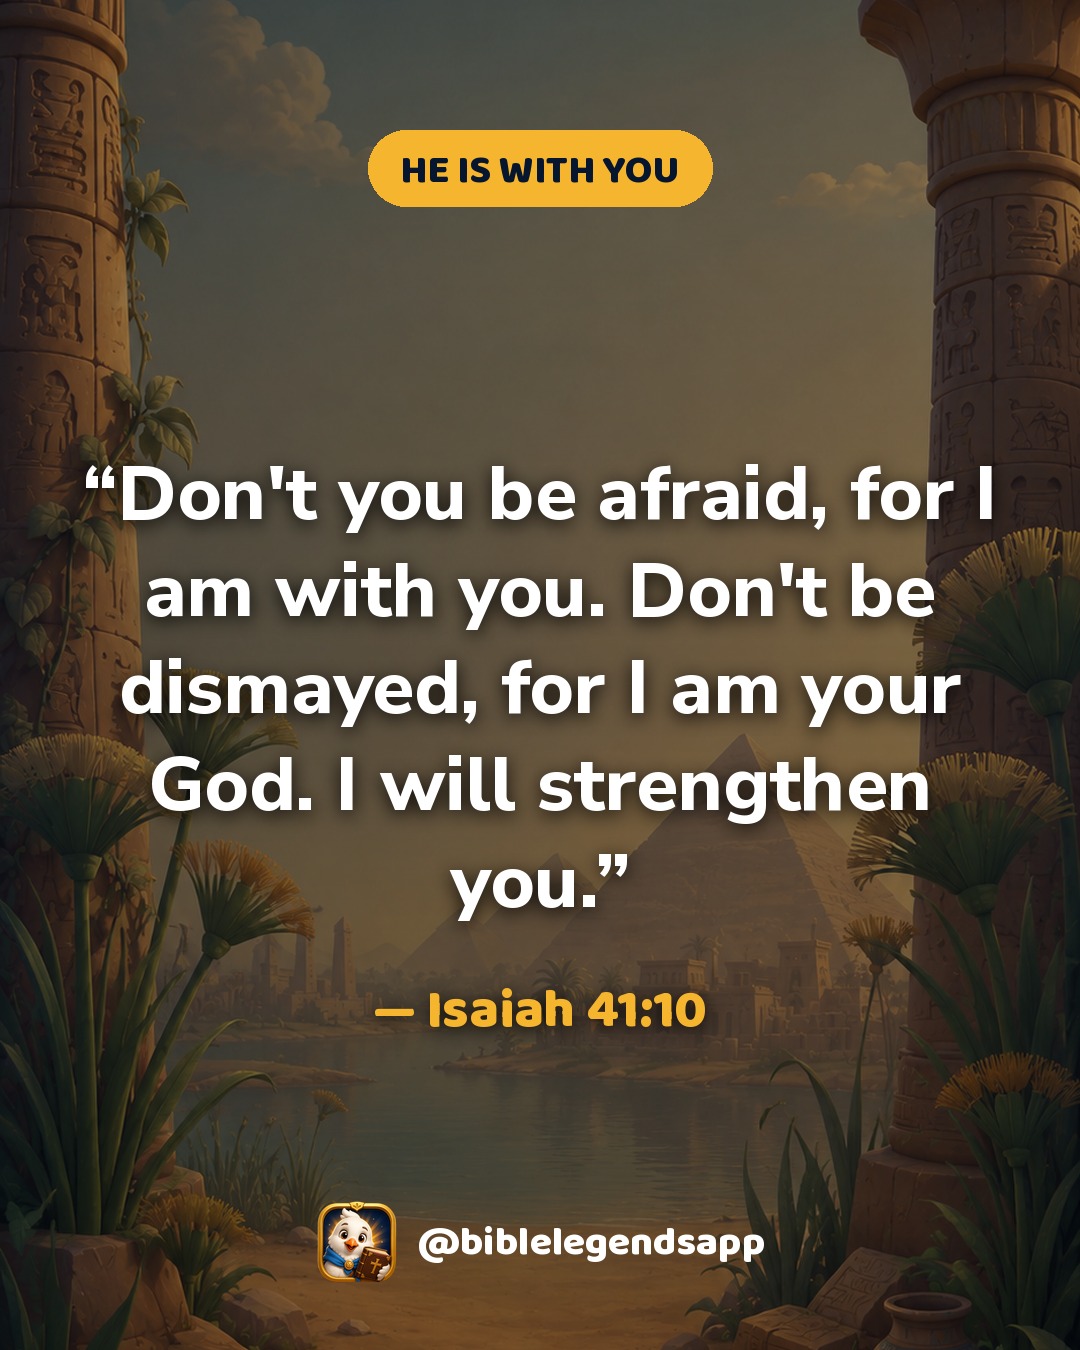 HE IS WITH YOU
“Don't you be afraid, for I
am with you. Don't be
dismayed, for I am your
God. I will strengthen
you.”
— Isaiah 41:10
@biblelegendsapp